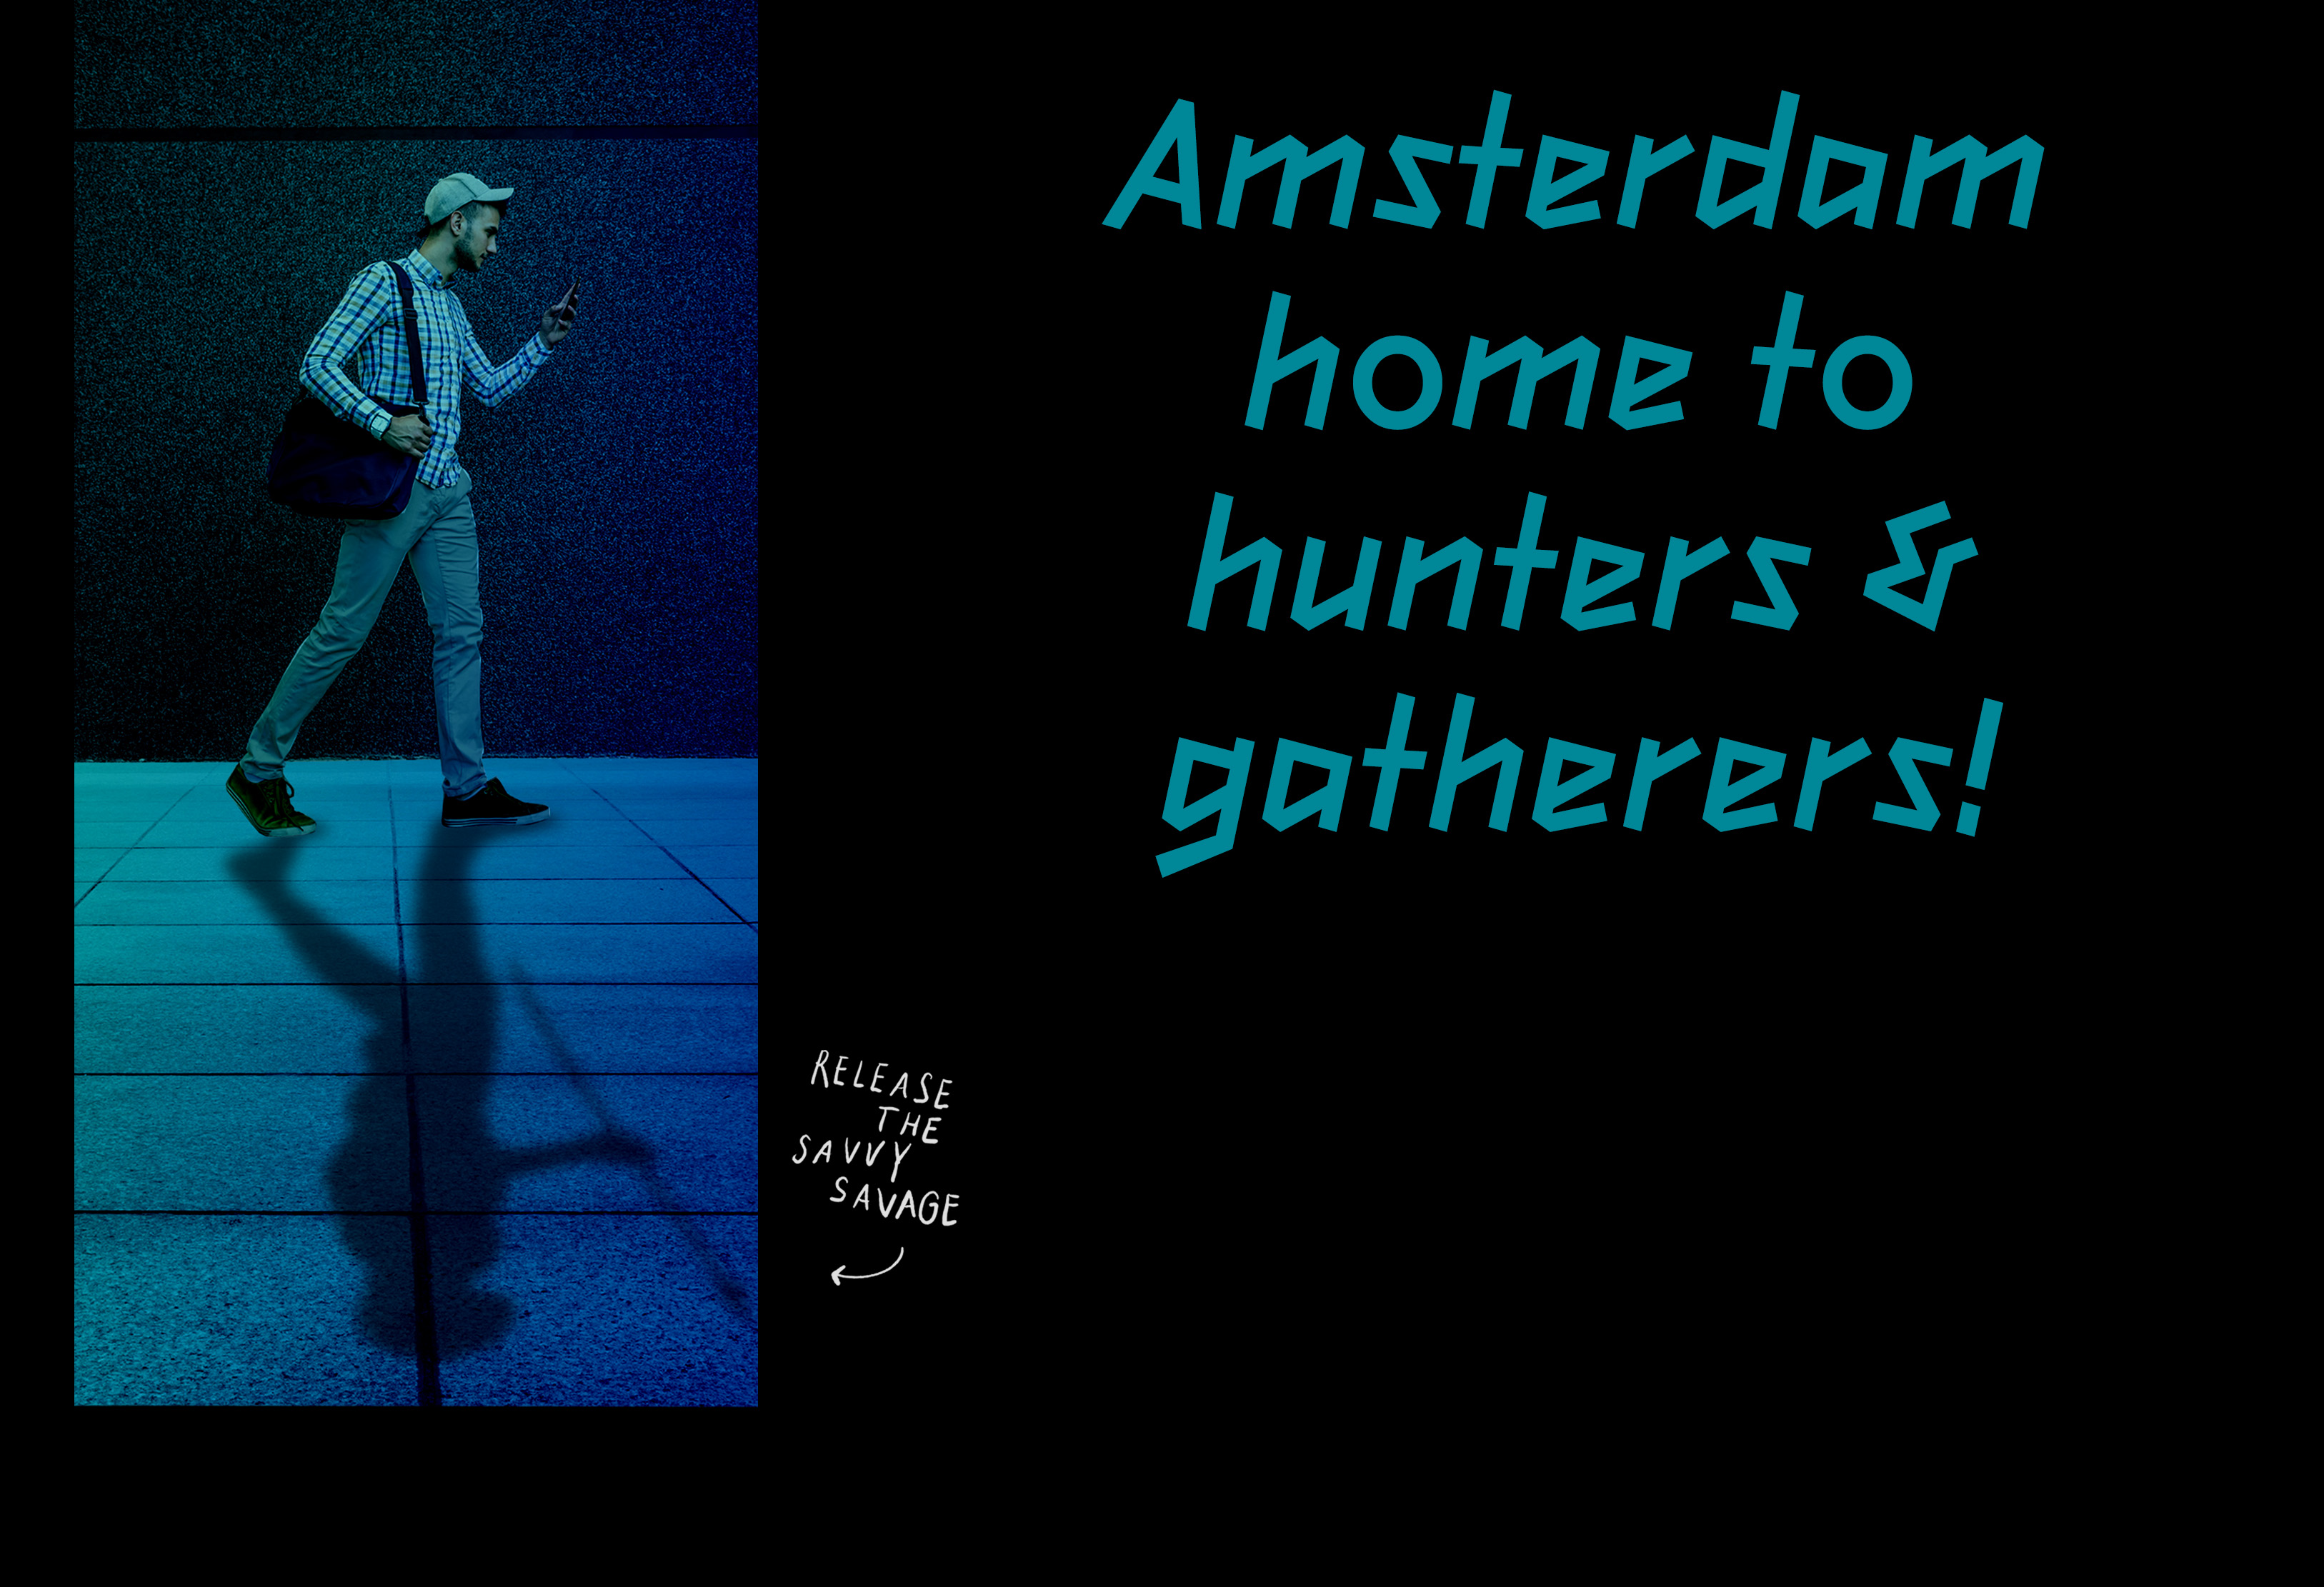 Amsterdam
home to
hunters &
gatherers!
RELEASE
THE
SAVVY
SAVAGE